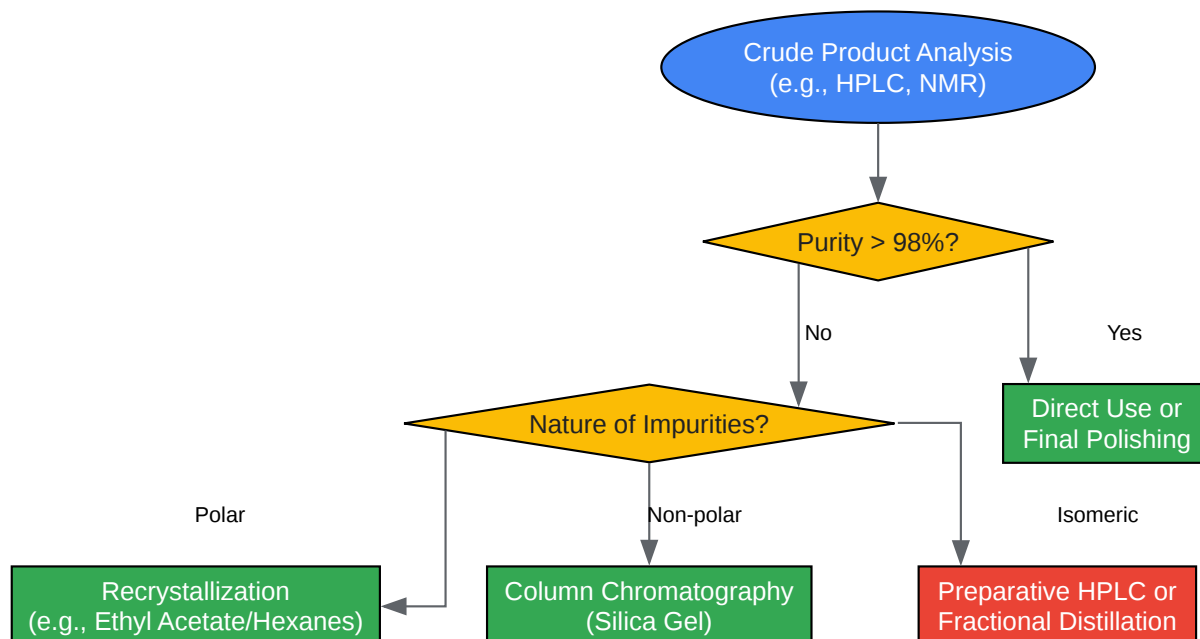 Crude Product Analysis
(e.g., HPLC, NMR)
Purity > 98%?
No
Yes
Nature of Impurities?
Direct Use or
Final Polishing
Polar
Non-polar
Isomeric
Recrystallization
(e.g., Ethyl Acetate/Hexanes)
Column Chromatography
(Silica Gel)
Preparative HPLC or
Fractional Distillation